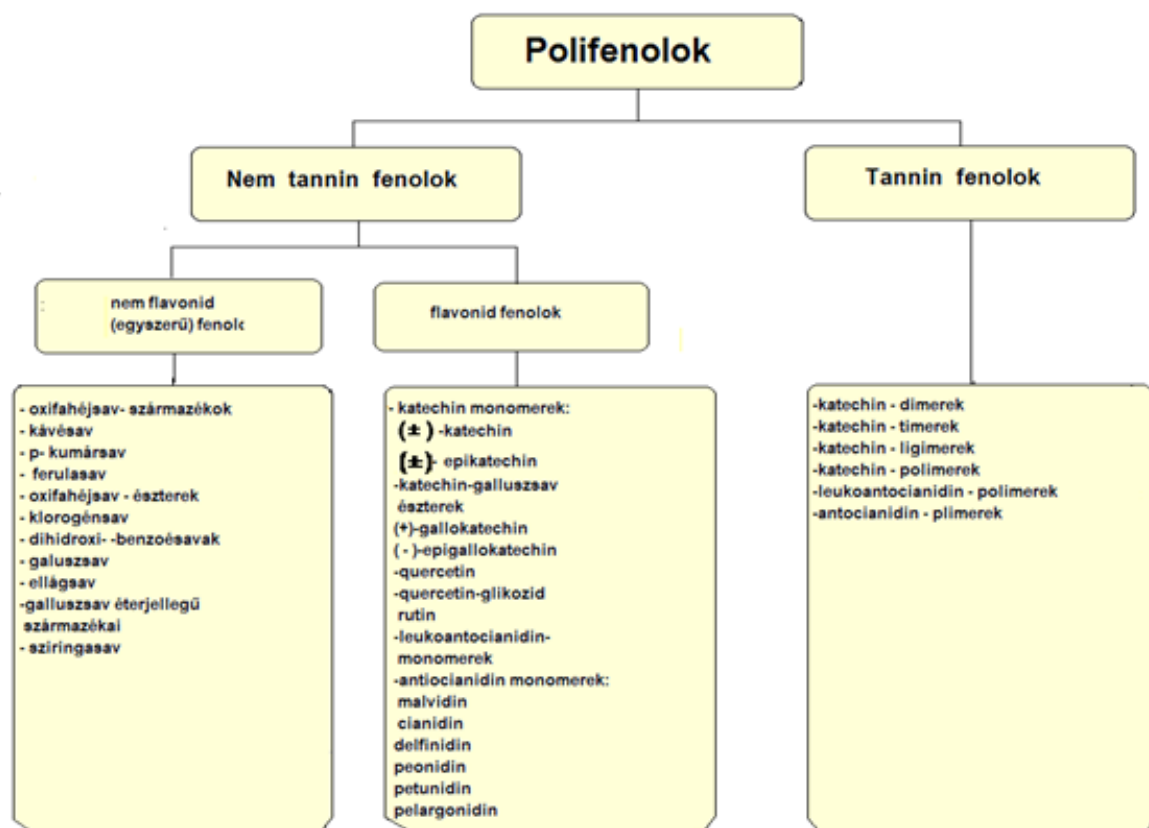 Polifenolok
Nem tannin fenolok
Tannin fenolok
: nem flavonid
(egyszerű) fenolc
flavonid fenolok
- oxifahéjsav- származékok
- kávésav
- p- kumársav
- ferulasav
- oxifahéjsav - észterek
- klorogénsav
- dihidroxi- -benzoésavak
- galuszsav
- ellágsav
-galluszsav éterjellegű
származékai
- sziringasav
- katechin monomerek:
(±) -katechin
(±)- epikatechin
-katechin-galluszsav
észterek
(+)-gallokatechin
( - )-epigallokatechin
-quercetin
-quercetin-glikozid
rutin
-leukoantocianidin-
monomerek
-antiocianidin monomerek:
malvidin
cianidin
delfinidin
peonidin
petunidin
pelargonidin
-katechin - dimerek
-katechin - timerek
-katechin - ligimerek
-katechin - polimerek
-leukoantocianidin - polimerek
-antocianidin - plimerek